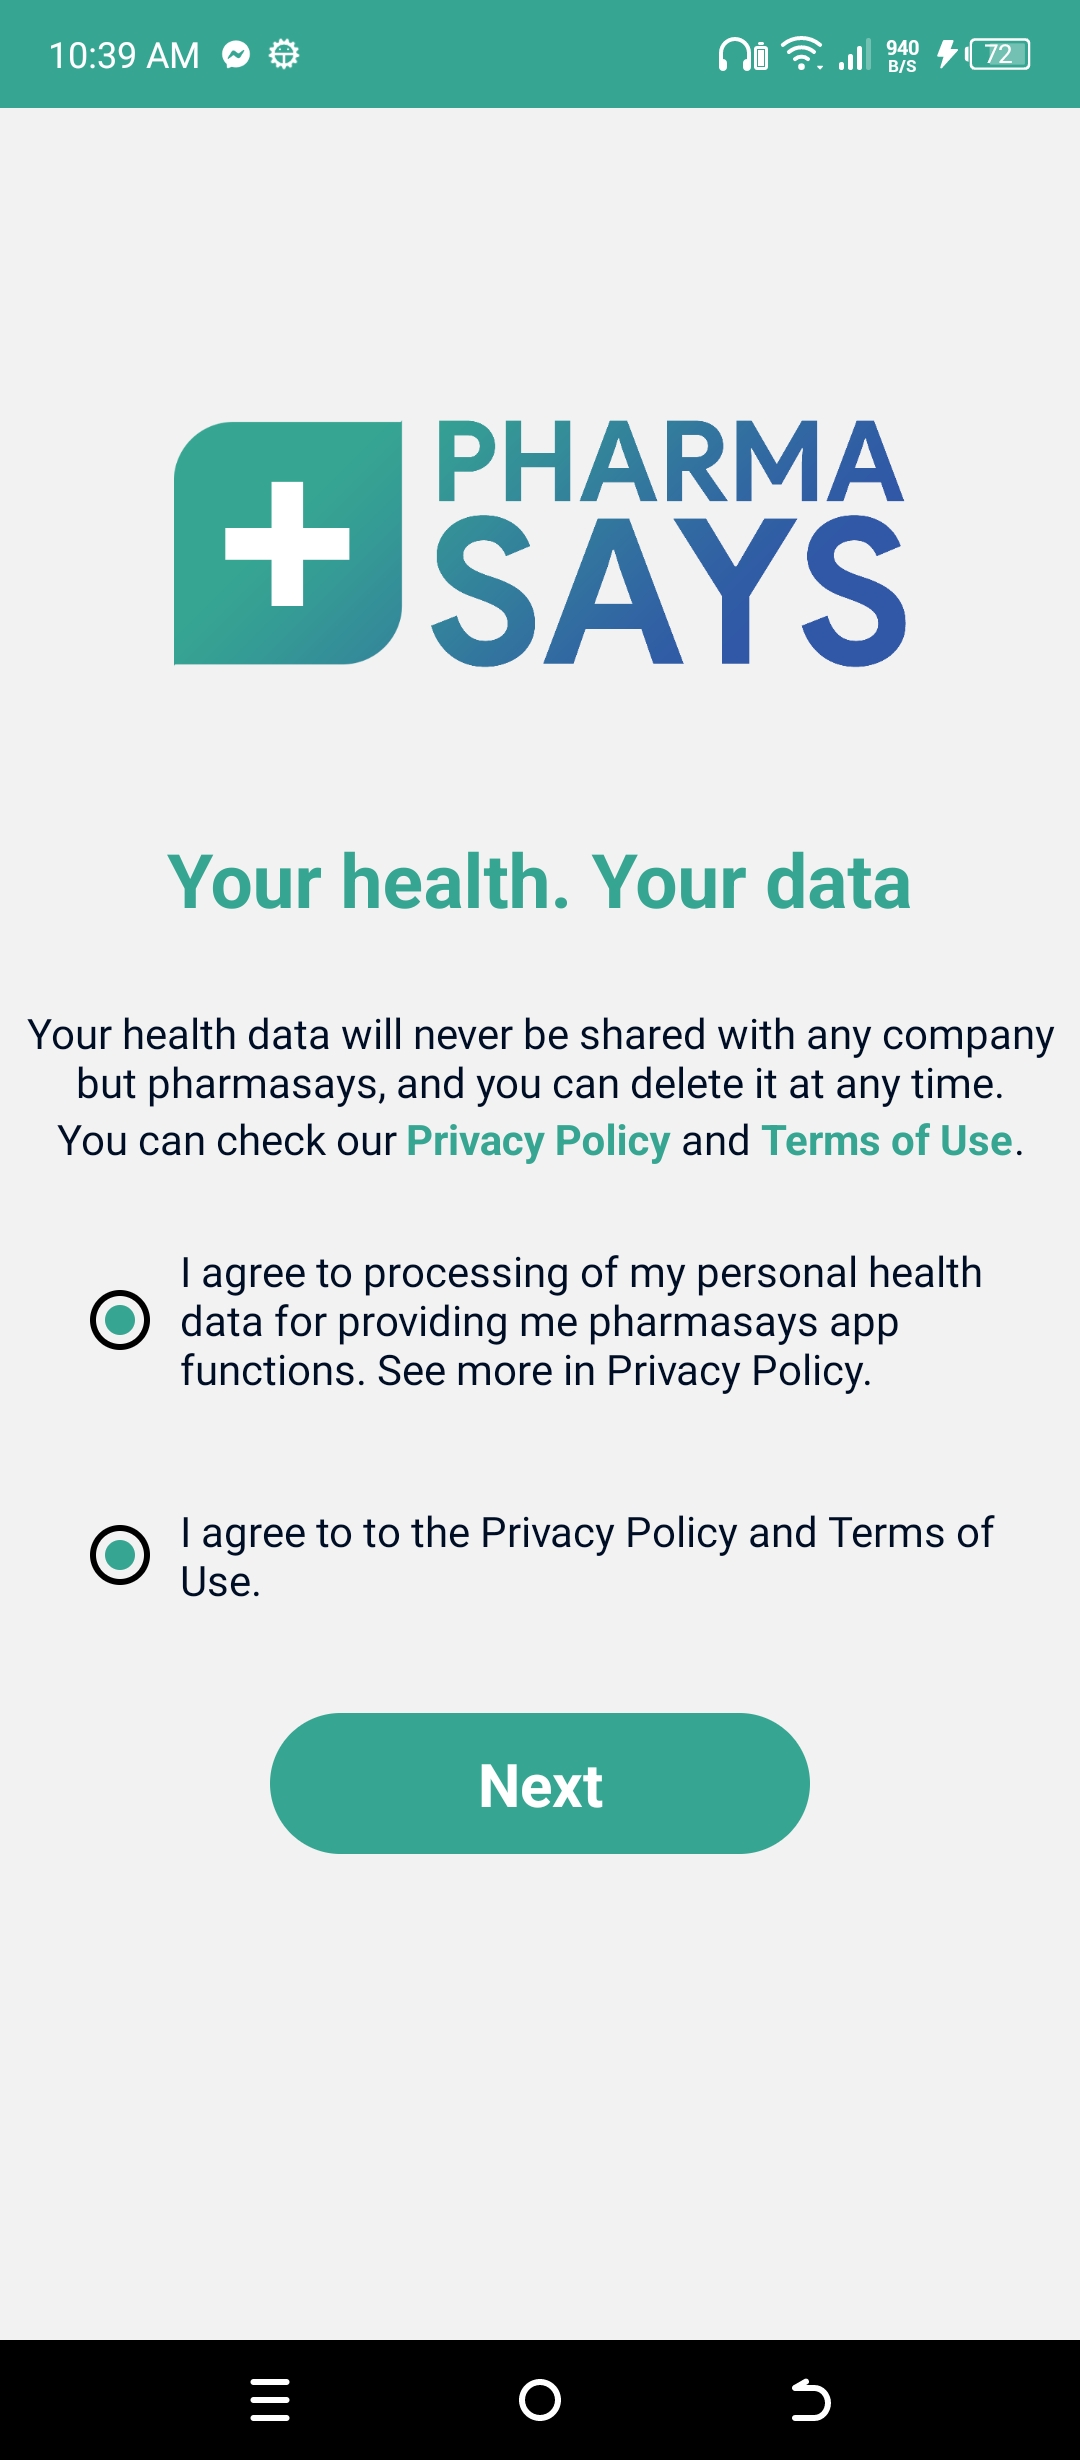 10:39 AM
940
B/S
72
PHARMA
SAYS
Your health. Your data
Your health data will never be shared with any company
but pharmasays, and you can delete it at any time.
You can check our Privacy Policy and Terms of Use.
I agree to processing of my personal health
data for providing me pharmasays app
functions. See more in Privacy Policy.
I agree to to the Privacy Policy and Terms of
Use.
Next